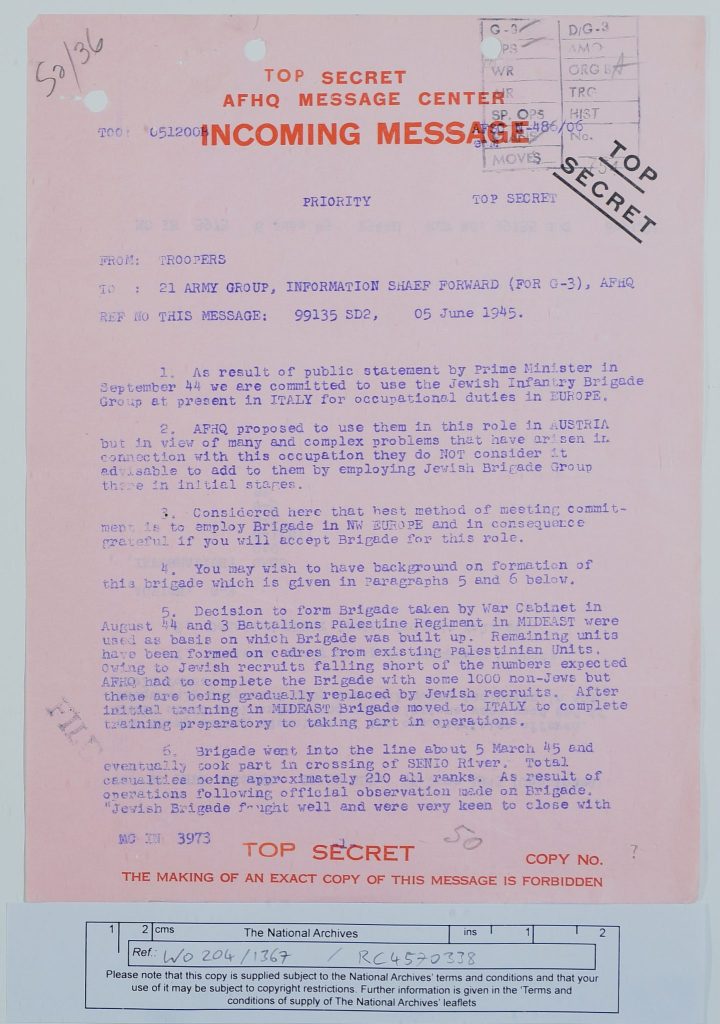 50/36
G-3 D/G-3
OPS AMO
WR ORG B
TRG
SP. OPS HIST
No.
MOVES 754
TOP SECRET
AFHQ MESSAGE CENTER
INCOMING MESSAGE
TOO: 051200B
-486/06
TOP
SECRET
PRIORITY TOP SECRET
FROM: TROOPERS
TO : 21 ARMY GROUP, INFORMATION SHAEF FORWARD (FOR G-3), AFHQ
REF NO THIS MESSAGE: 99135 SD2, 05 June 1945.
1. As result of public statement by Prime Minister in
September 44 we are committed to use the Jewish Infantry Brigade
Group at present in ITALY for occupational duties in EUROPE.
2. AFHQ proposed to use them in this role in AUSTRIA
but in view of many and complex problems that have arisen in
connection with this occupation they do NOT consider it
advisable to add to them by employing Jewish Brigade Group
there in initial stages.
3. Considered here that best method of meeting commit-
ment is to employ Brigade in NW EUROPE and in consequence
grateful if you will accept Brigade for this role.
4. You may wish to have background on formation of
this brigade which is given in Paragraphs 5 and 6 below.
5. Decision to form Brigade taken by War Cabinet in
August 44 and 3 Battalions Palestine Regiment in MIDEAST were
used as basis on which Brigade was built up. Remaining units
have been formed on cadres from existing Palestinian Units.
Owing to Jewish recruits falling short of the numbers expected
AFHQ had to complete the Brigade with some 1000 non-Jews but
these are being gradually replaced by Jewish recruits. After
initial training in MIDEAST Brigade moved to ITALY to complete
training preparatory to taking part in operations.
6. Brigade went into the line about 5 March 45 and
eventually took part in crossing of SENIO River. Total
casualties being approximately 210 all ranks. As result of
operations following official observation made on Brigade.
"Jewish Brigade fought well and were very keen to close with
FILE
MC IN 3973
-1-
50
TOP SECRET
COPY No. ?
THE MAKING OF AN EXACT COPY OF THIS MESSAGE IS FORBIDDEN
1 2 cms The National Archives ins 1 2
Ref.: WO 204/1367 / RC4570338
Please note that this copy is supplied subject to the National Archives' terms and conditions and that your
use of it may be subject to copyright restrictions. Further information is given in the 'Terms and
conditions of supply of The National Archives' leaflets